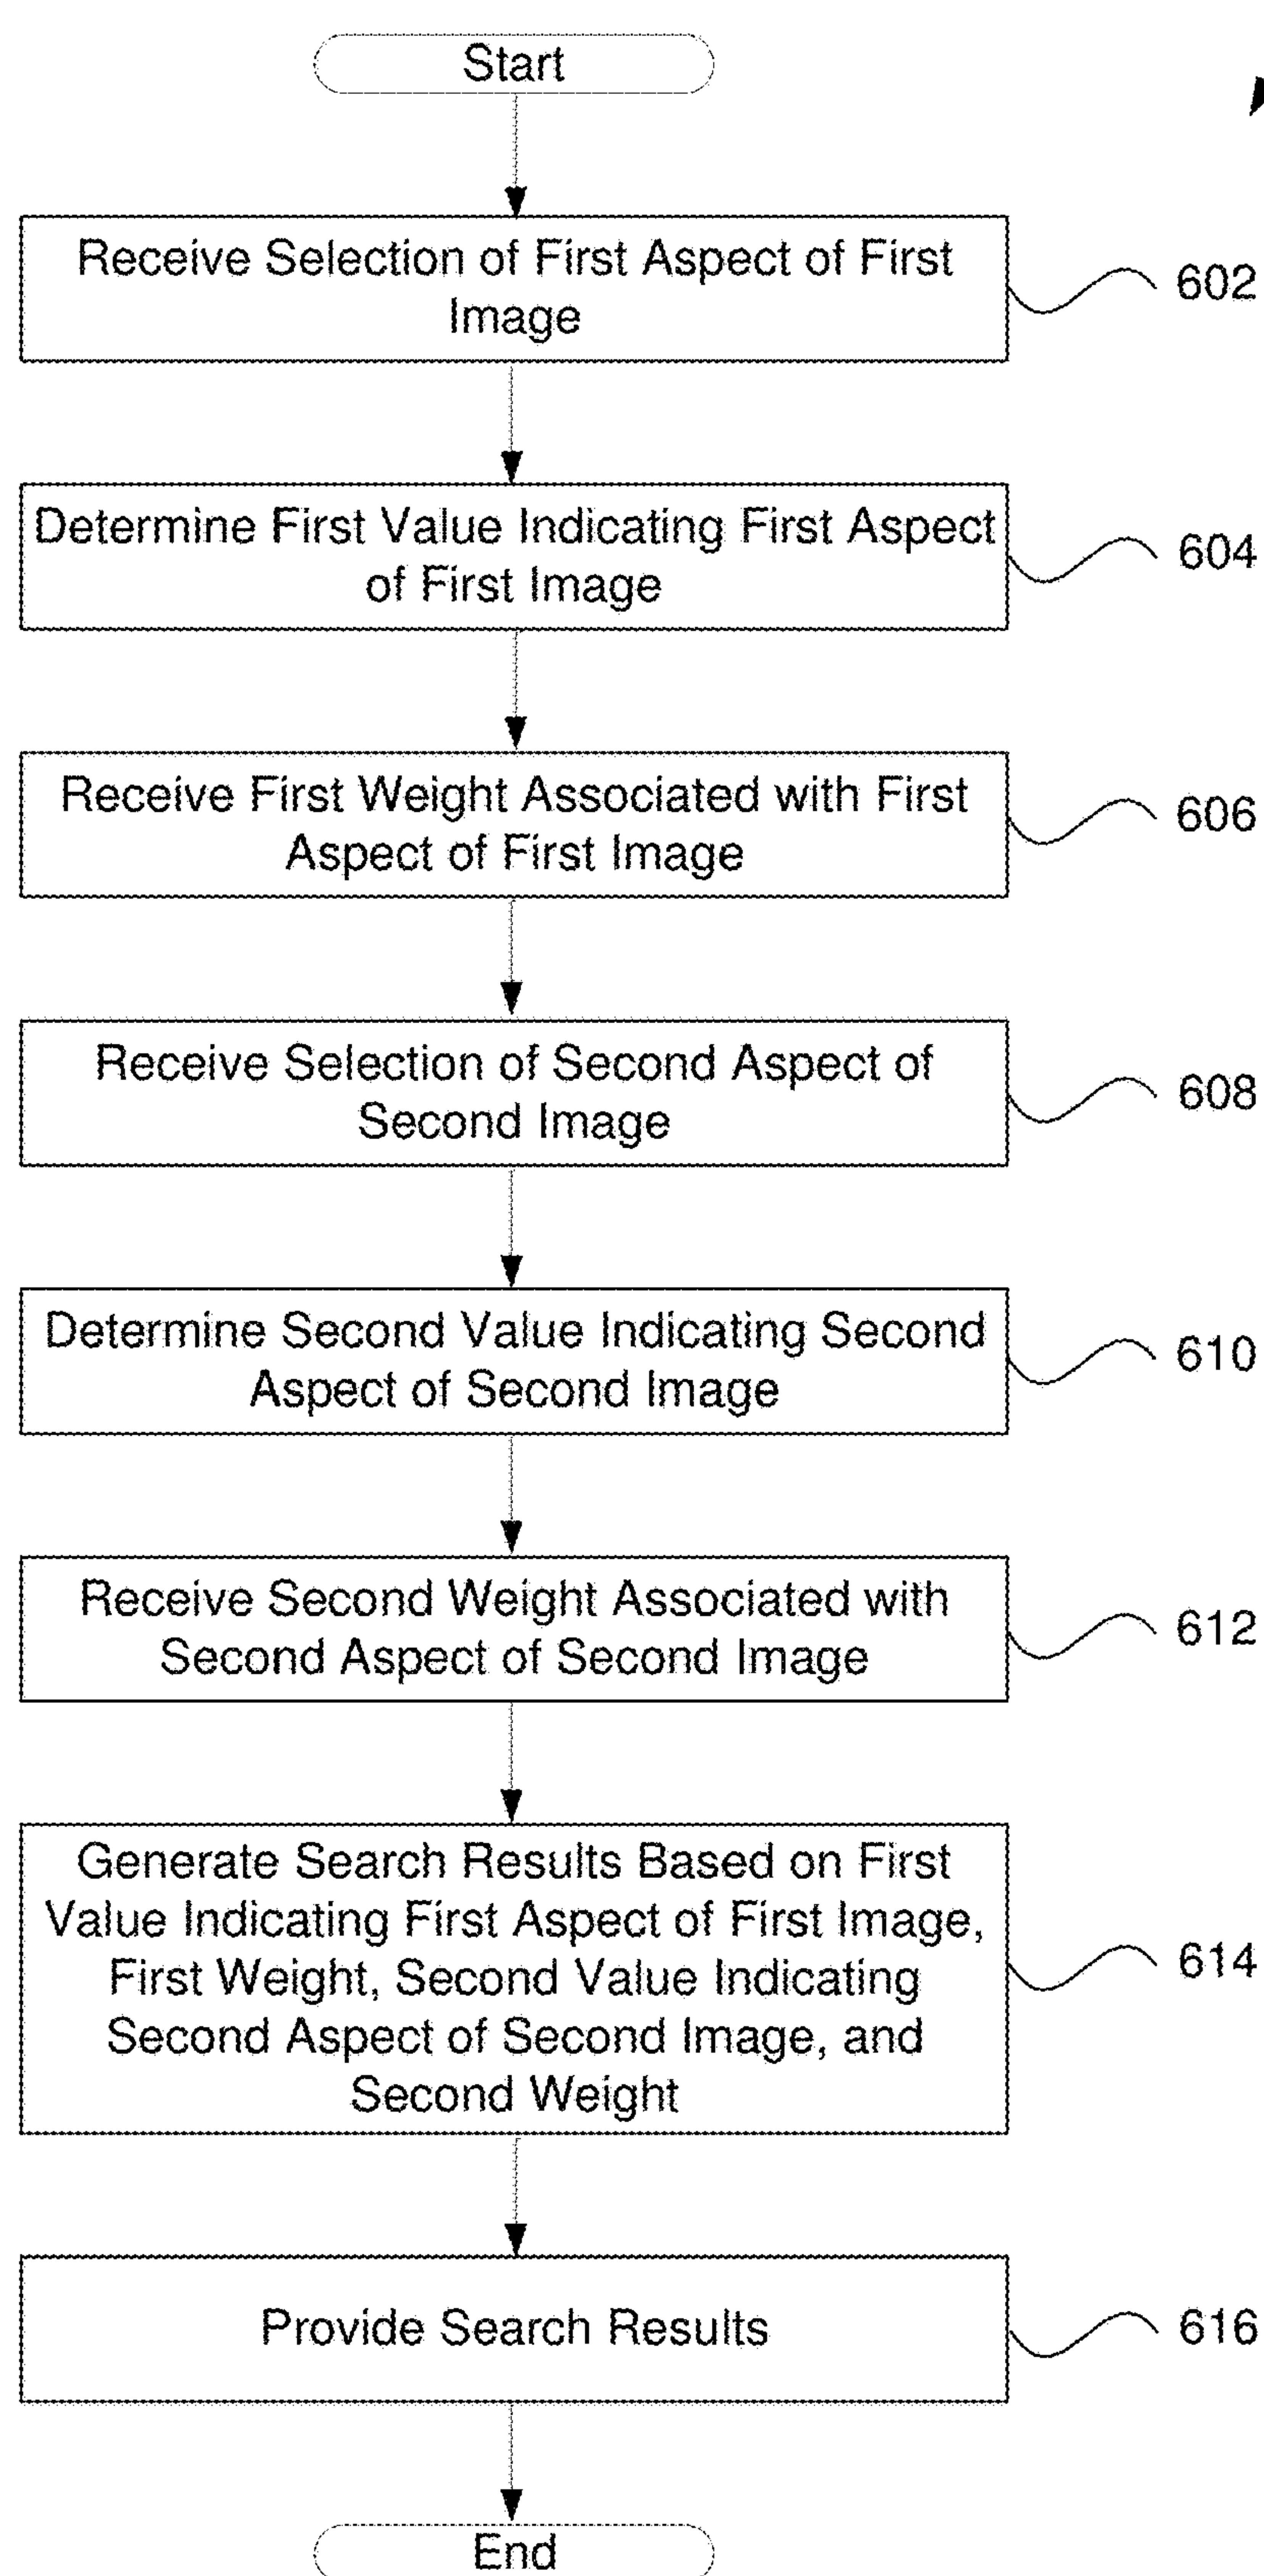 Start
Receive Selection of First Aspect of First
Image
602
Determine First Value Indicating First Aspect
of First Image
604
Receive First Weight Associated with First
Aspect of First Image
606
Receive Selection of Second Aspect of
Second Image
608
Determine Second Value Indicating Second
Aspect of Second Image
610
Receive Second Weight Associated with
Second Aspect of Second Image
612
Generate Search Results Based on First
Value Indicating First Aspect of First Image,
First Weight, Second Value Indicating
Second Aspect of Second Image, and
Second Weight
614
Provide Search Results
616
End